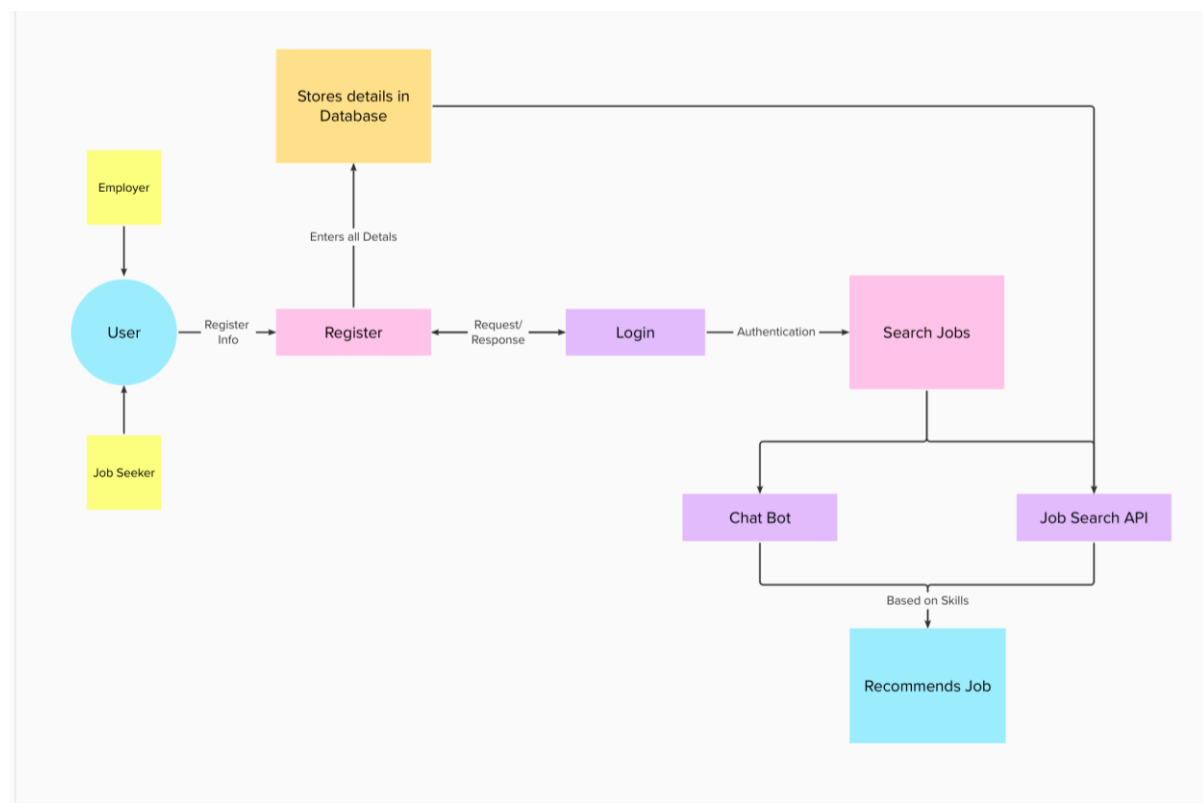 Stores details in
Database
Employer
Enters all Detals
User
Register
Info
Register
Request/
Response
Login
Authentication
Search Jobs
Job Seeker
Chat Bot
Job Search API
Based on Skills
Recommends Job